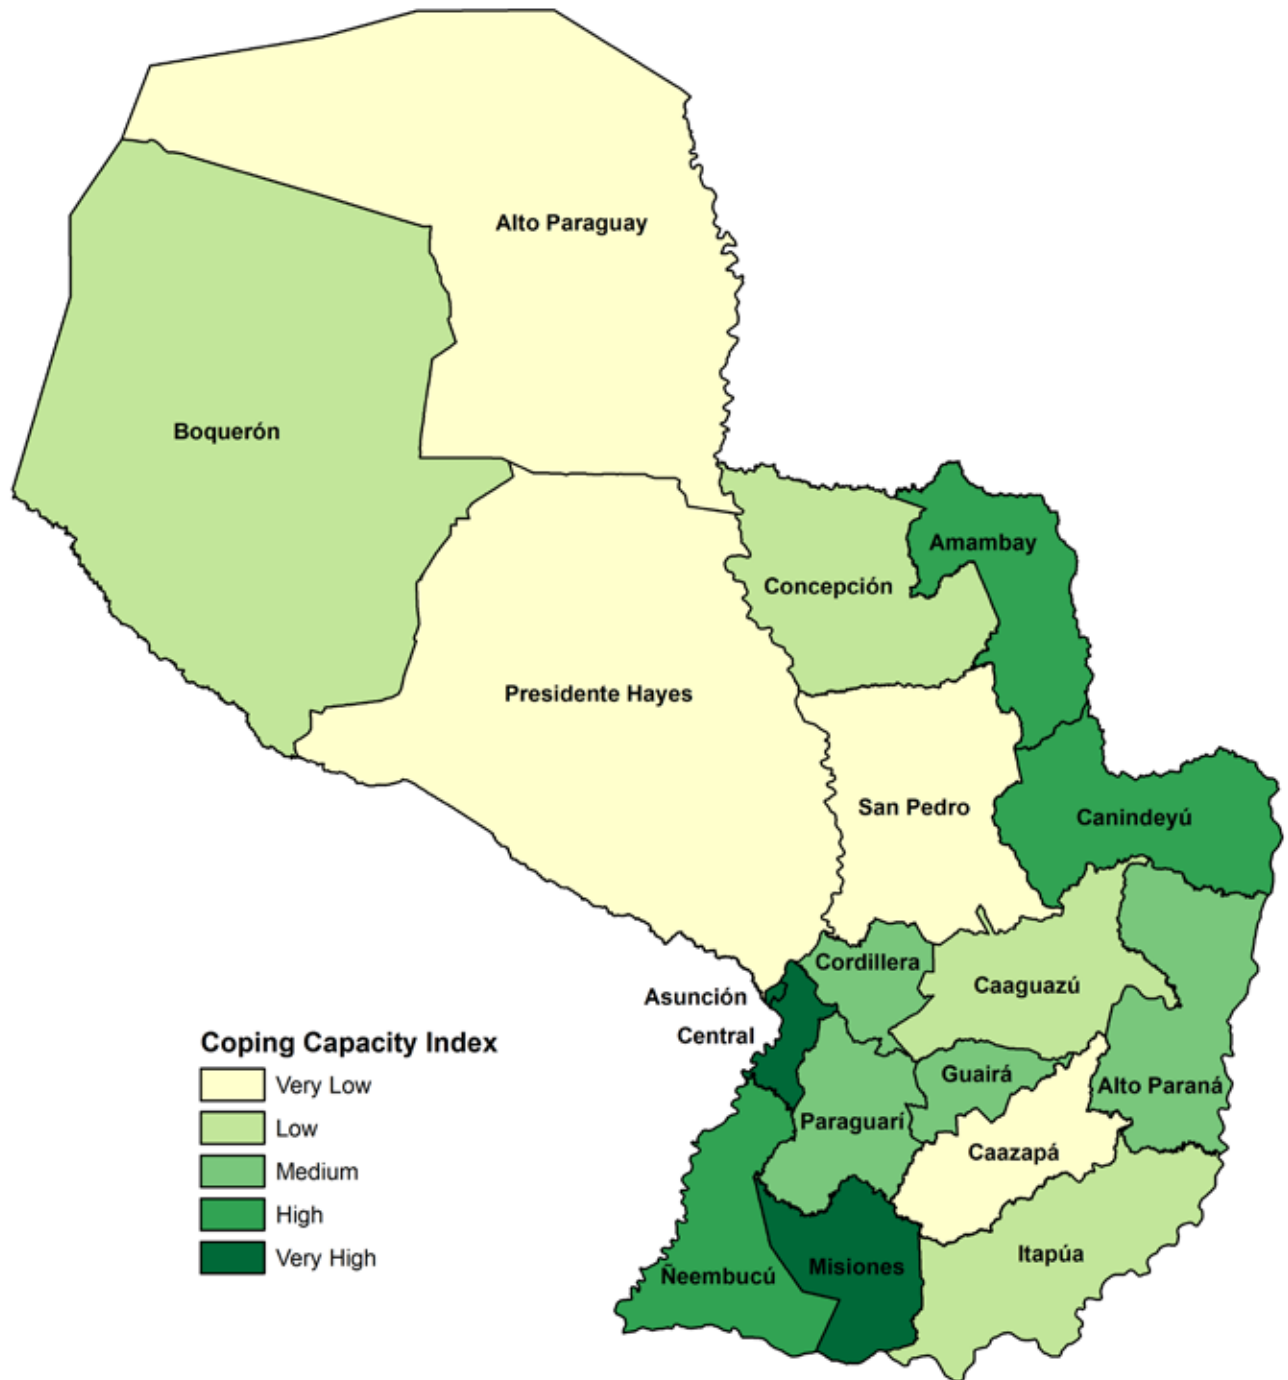 Alto Paraguay
Boquerón
Amambay
Concepción
Presidente Hayes
San Pedro
Canindeyú
Cordillera
Caaguazú
Asunción
Central
Guairá
Alto Paraná
Paraguarí
Caazapá
Itapúa
Misiones
Ñeembucú
Coping Capacity Index
Very Low
Low
Medium
High
Very High